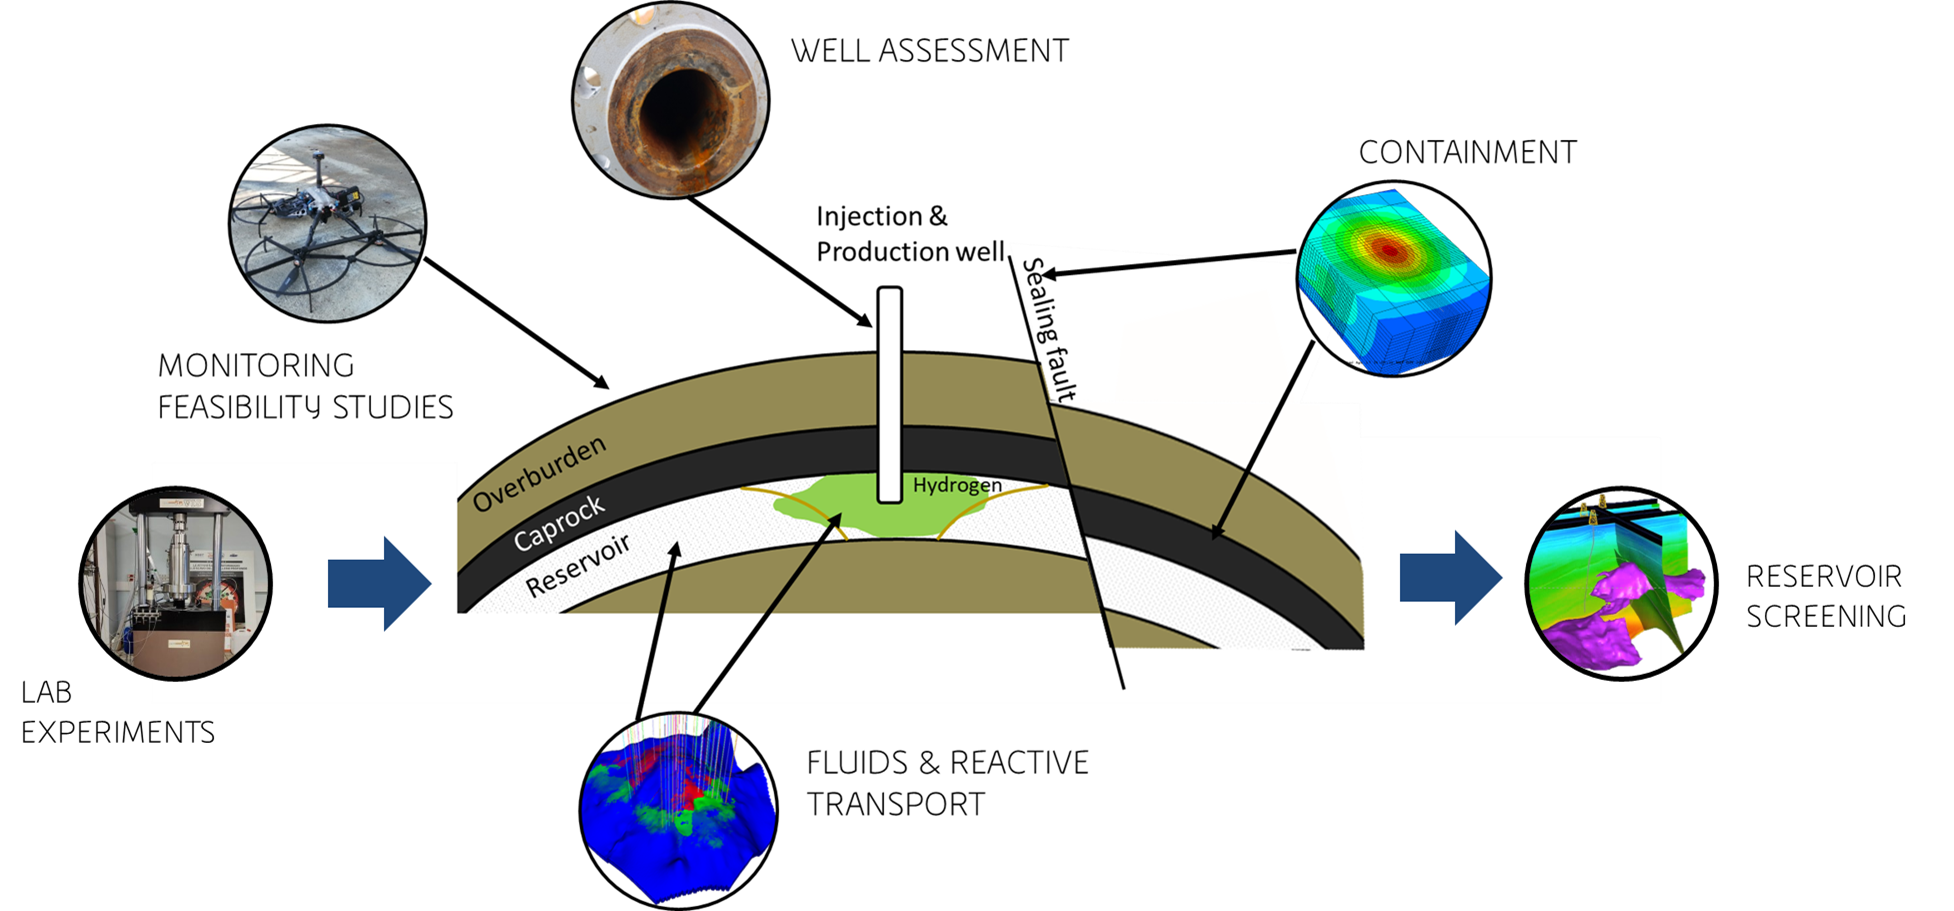 WELL ASSESSMENT
CONTAINMENT
Injection &
Production well
Sealing fault
MONITORING
FEASIBILITY STUDIES
Overburden
Caprock
Reservoir
Hydrogen
LAB
EXPERIMENTS
RESERVOIR
SCREENING
FLUIDS & REACTIVE
TRANSPORT